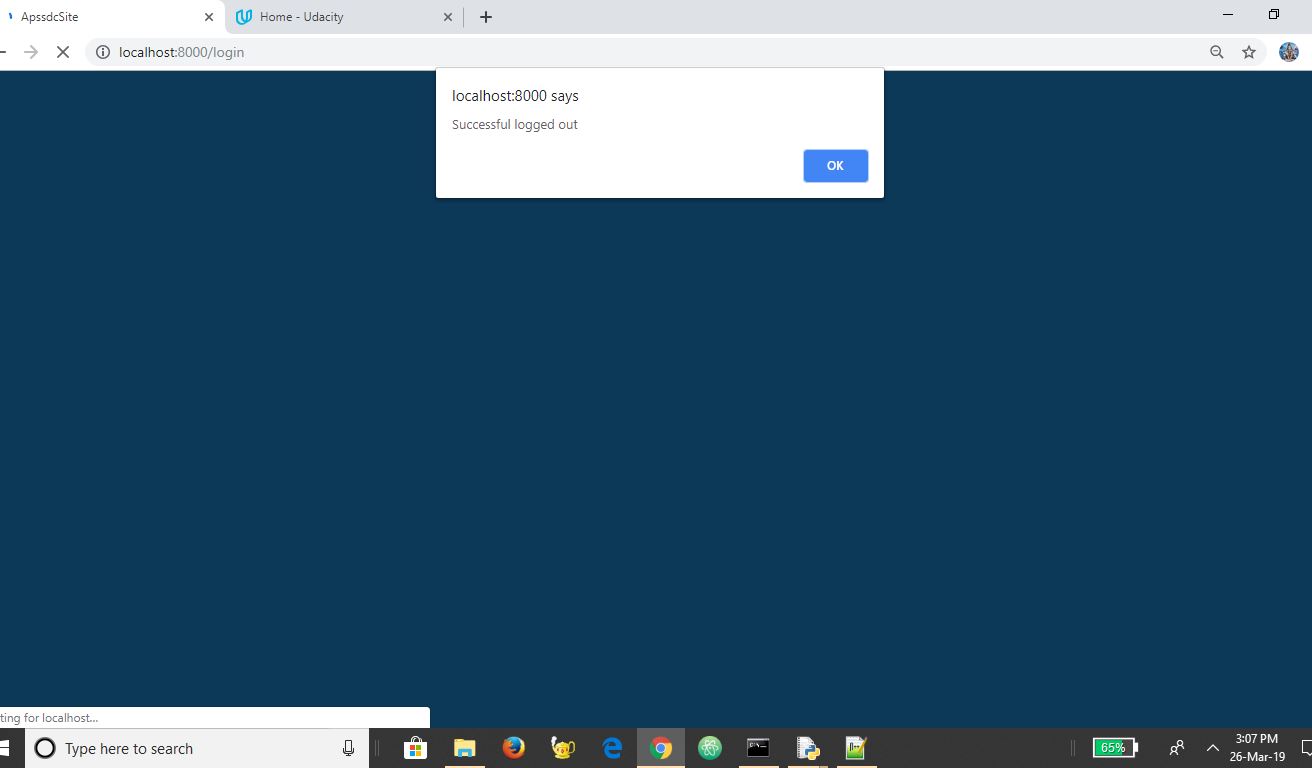 ApssdcSite
Home - Udacity
localhost:8000/login
localhost:8000 says
Successful logged out
OK
ting for localhost...
Type here to search
65%
3:07 PM
26-Mar-19